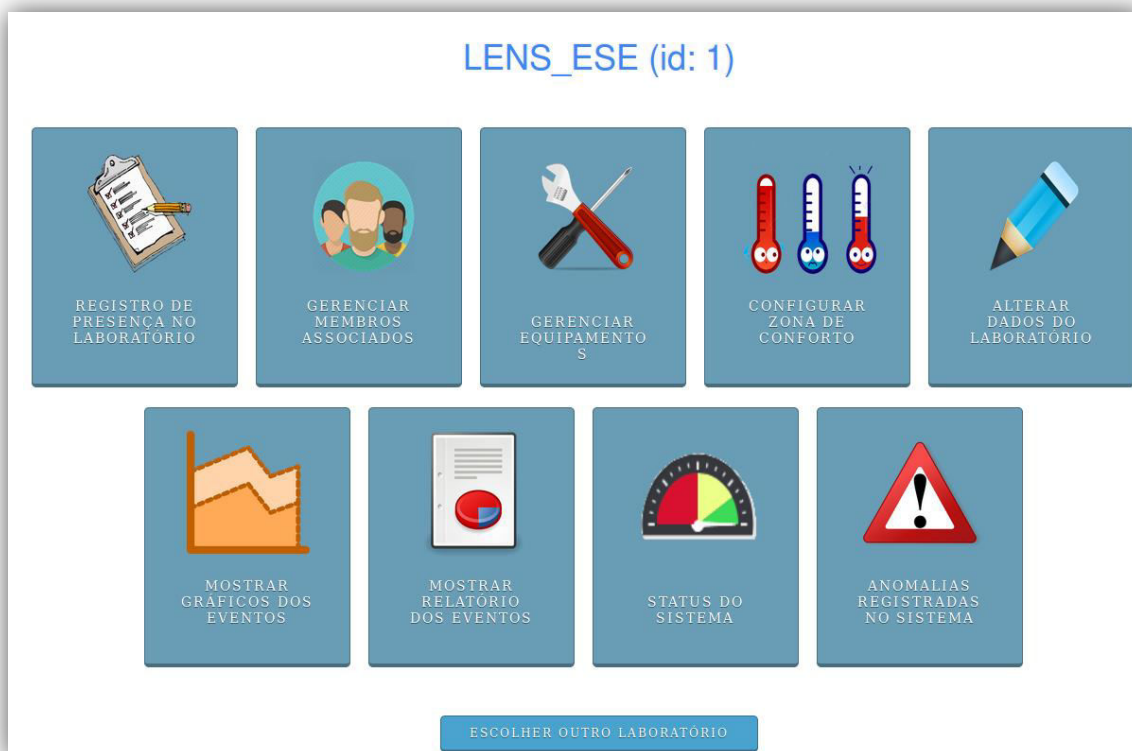 LENS_ESE (id: 1)
REGISTRO DE
PRESENÇA NO
LABORATÓRIO
GERENCIAR
MEMBROS
ASSOCIADOS
GERENCIAR
EQUIPAMENTO
S
CONFIGURAR
ZONA DE
CONFORTO
ALTERAR
DADOS DO
LABORATÓRIO
MOSTRAR
GRÁFICOS DOS
EVENTOS
MOSTRAR
RELATÓRIO
DOS EVENTOS
STATUS DO
SISTEMA
ANOMALIAS
REGISTRADAS
NO SISTEMA
ESCOLHER OUTRO LABORATÓRIO